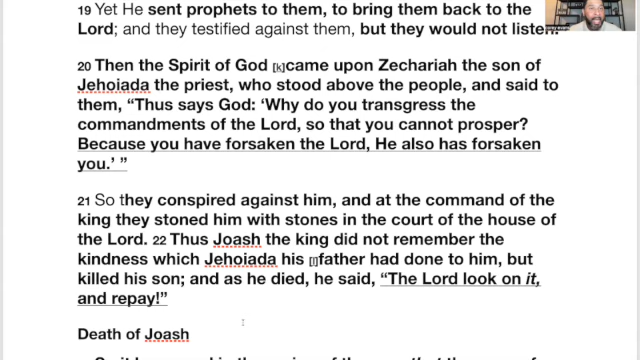 19 Yet He sent prophets to them, to bring them back to the
Lord; and they testified against them, but they would not listen.
20 Then the Spirit of God [k]came upon Zechariah the son of
Jehoiada the priest, who stood above the people, and said to
them, “Thus says God: ‘Why do you transgress the
commandments of the Lord, so that you cannot prosper?
Because you have forsaken the Lord, He also has forsaken
you.’ ”
21 So they conspired against him, and at the command of the
king they stoned him with stones in the court of the house of
the Lord. 22 Thus Joash the king did not remember the
kindness which Jehoiada his [l]father had done to him, but
killed his son; and as he died, he said, “The Lord look on it,
and repay!”
Death of Joash